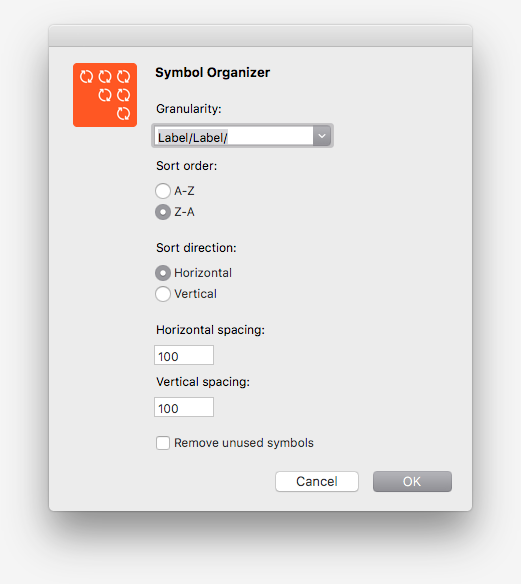 Symbol Organizer
Granularity:
Label/Label/
Sort order:
A-Z
Z-A
Sort direction:
Horizontal
Vertical
Horizontal spacing:
100
Vertical spacing:
100
Remove unused symbols
Cancel OK